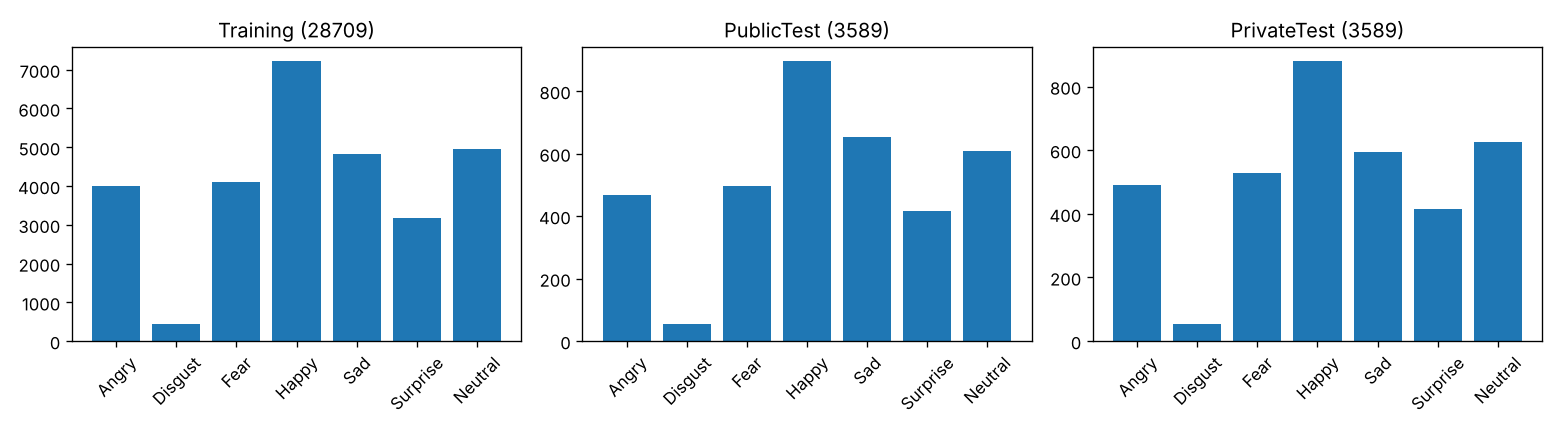 Training (28709)
7000
6000
5000
4000
3000
2000
1000
0
Angry
Disgust
Fear
Happy
Sad
Surprise
Neutral
PublicTest (3589)
800
600
400
200
0
Angry
Disgust
Fear
Happy
Sad
Surprise
Neutral
PrivateTest (3589)
800
600
400
200
0
Angry
Disgust
Fear
Happy
Sad
Surprise
Neutral